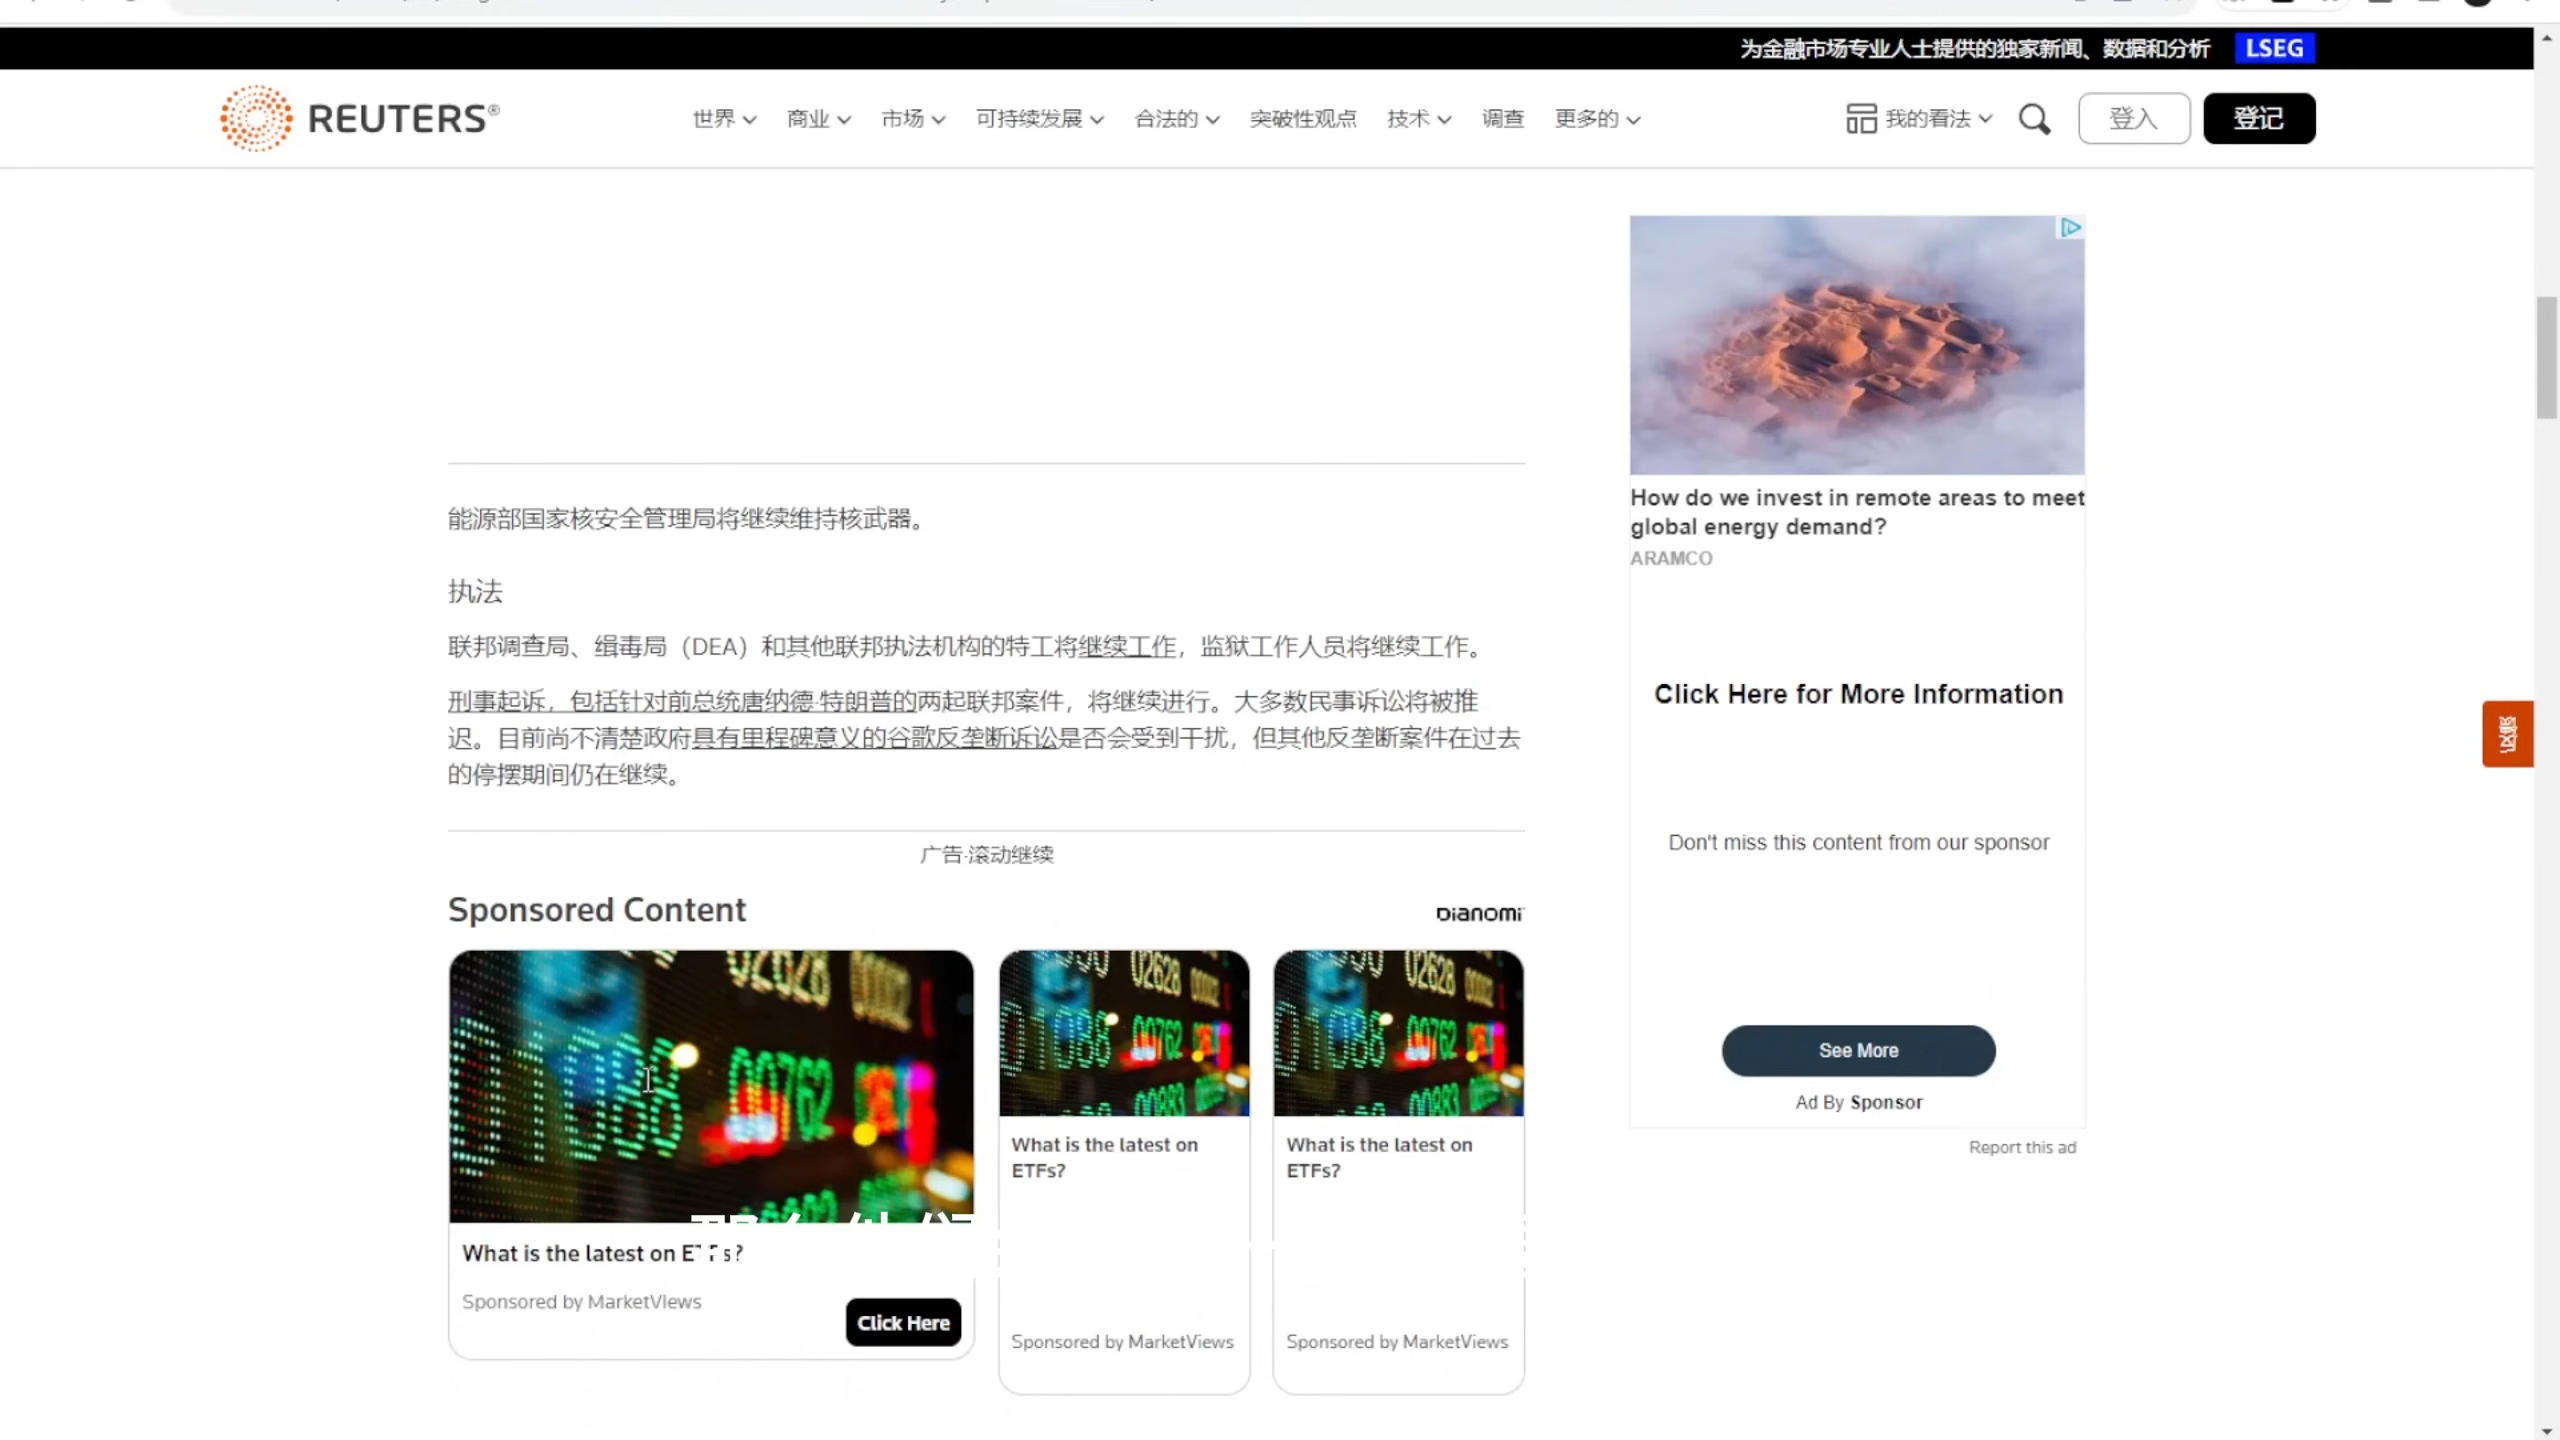 为金融市场专业人士提供的独家新闻、数据和分析 LSEG
REUTERS®
世界 商业 市场 可持续发展 合法的 突破性观点 技术 调查 更多的
我的看法 登入 登记
能源部国家核安全管理局将继续维持核武器。
执法
联邦调查局、缉毒局（DEA）和其他联邦执法机构的特工将继续工作，监狱工作人员将继续工作。
刑事起诉，包括针对前总统唐纳德·特朗普的两起联邦案件，将继续进行。大多数民事诉讼将被推
迟。目前尚不清楚政府具有里程碑意义的谷歌反垄断诉讼是否会受到干扰，但其他反垄断案件在过去
的停摆期间仍在继续。
广告·滚动继续
Sponsored Content
DIANOMI
What is the latest on ETFs?
Sponsored by MarketViews
Click Here
What is the latest on
ETFs?
Sponsored by MarketViews
What is the latest on
ETFs?
Sponsored by MarketViews
How do we invest in remote areas to meet
global energy demand?
ARAMCO
Click Here for More Information
Don't miss this content from our sponsor
See More
Ad By Sponsor
Report this ad
反馈